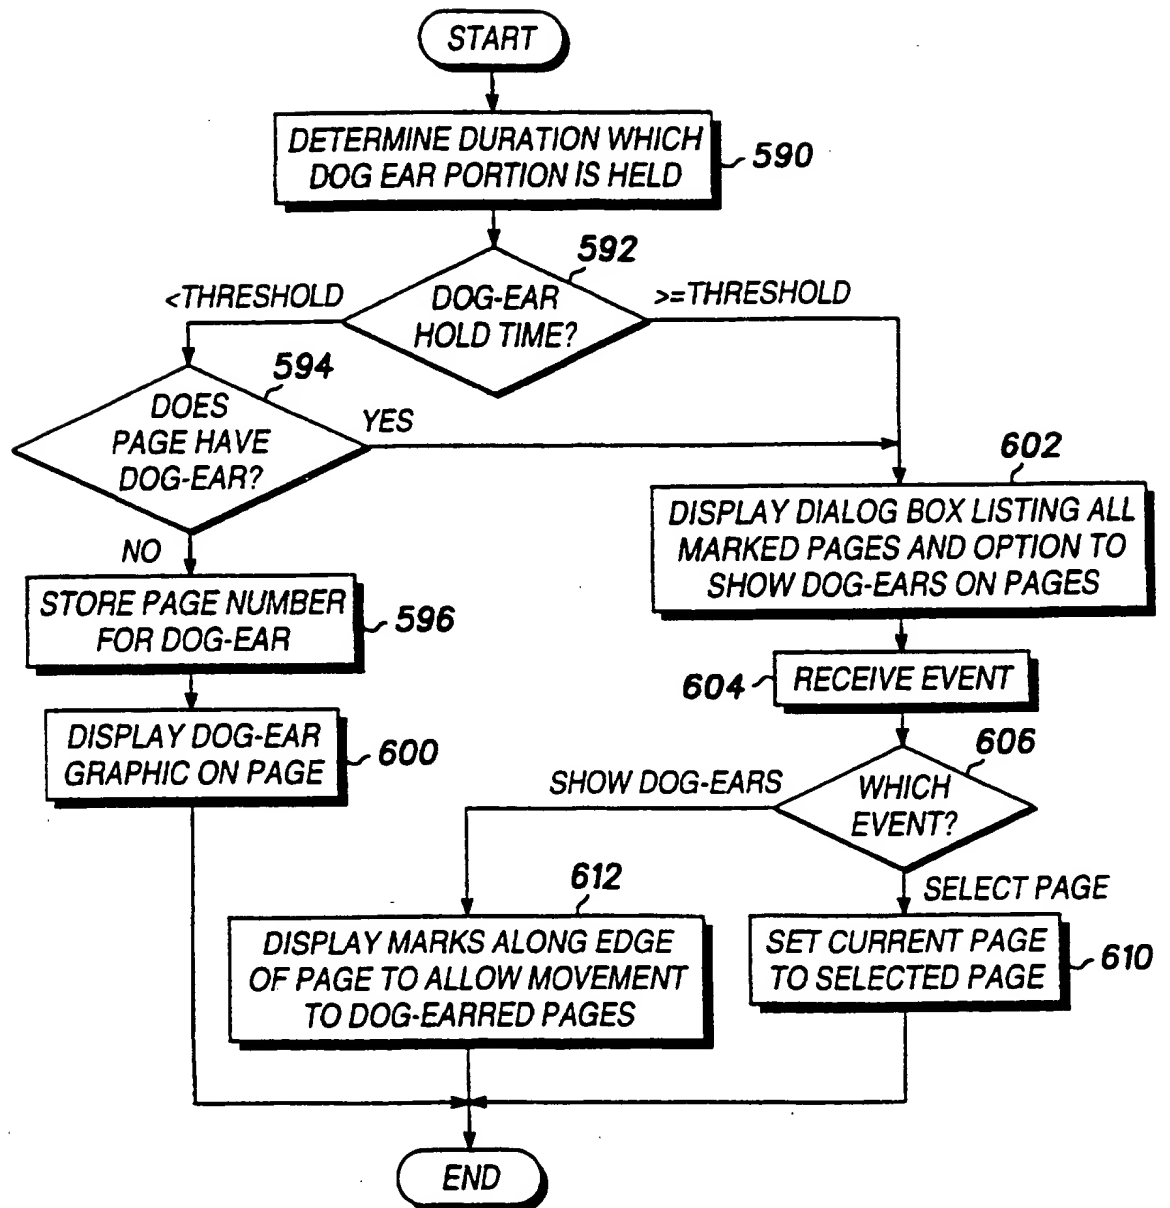 START
DETERMINE DURATION WHICH
DOG EAR PORTION IS HELD
590
592
DOG-EAR
HOLD TIME?
<THRESHOLD
>=THRESHOLD
594
DOES
PAGE HAVE
DOG-EAR?
YES
NO
602
DISPLAY DIALOG BOX LISTING ALL
MARKED PAGES AND OPTION TO
SHOW DOG-EARS ON PAGES
STORE PAGE NUMBER
FOR DOG-EAR
596
604
RECEIVE EVENT
DISPLAY DOG-EAR
GRAPHIC ON PAGE
600
606
WHICH
EVENT?
SHOW DOG-EARS
SELECT PAGE
612
DISPLAY MARKS ALONG EDGE
OF PAGE TO ALLOW MOVEMENT
TO DOG-EARRED PAGES
SET CURRENT PAGE
TO SELECTED PAGE
610
END